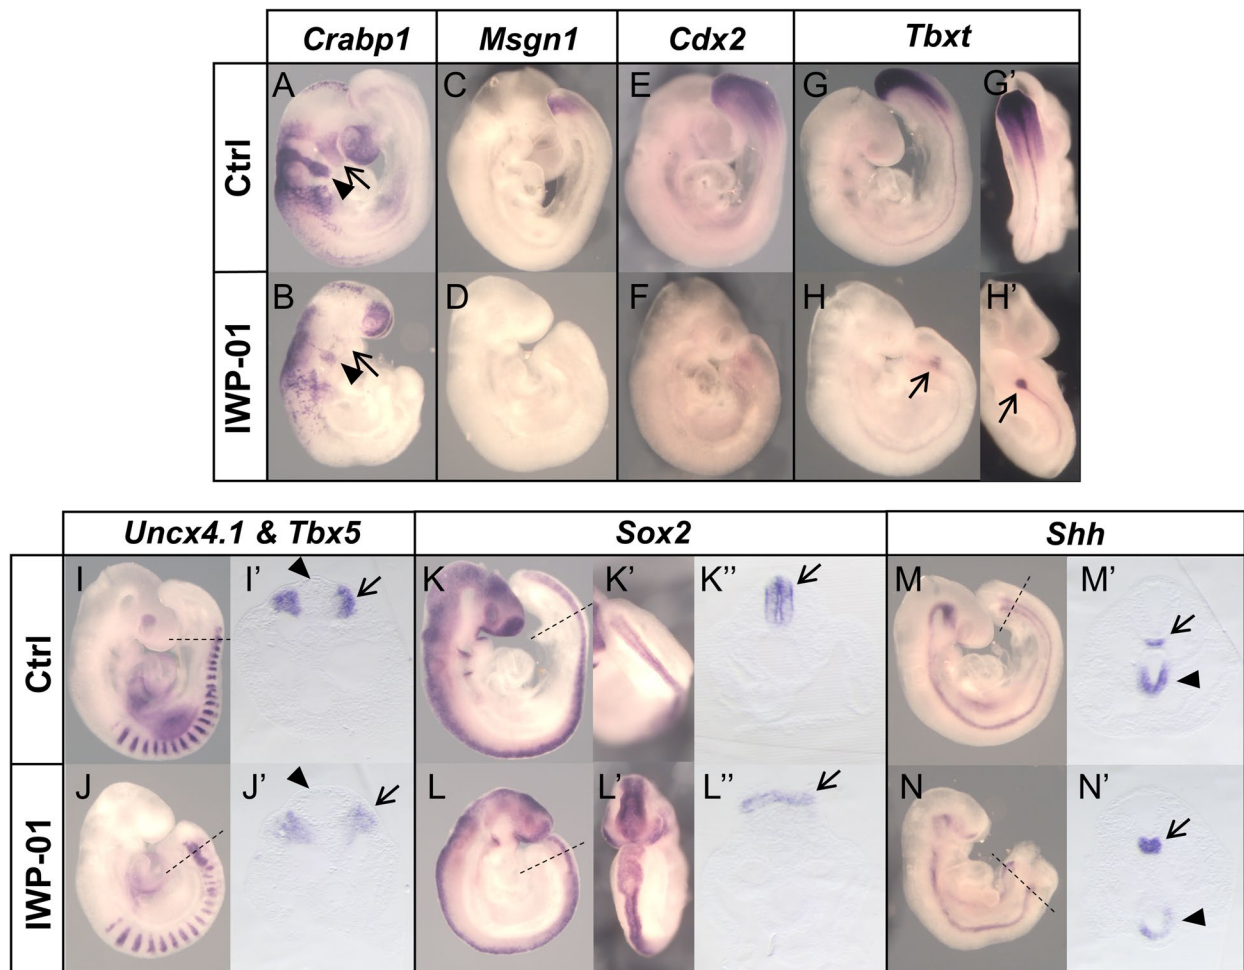 Crabp1 Msgn1 Cdx2 Tbxt
Ctrl
A C E G G’
IWP-01
B D F H H’
Uncx4.1 & Tbx5 Sox2 Shh
Ctrl
I I’ K K’ K’’ M M’
IWP-01
J J’ L L’ L’’ N N’